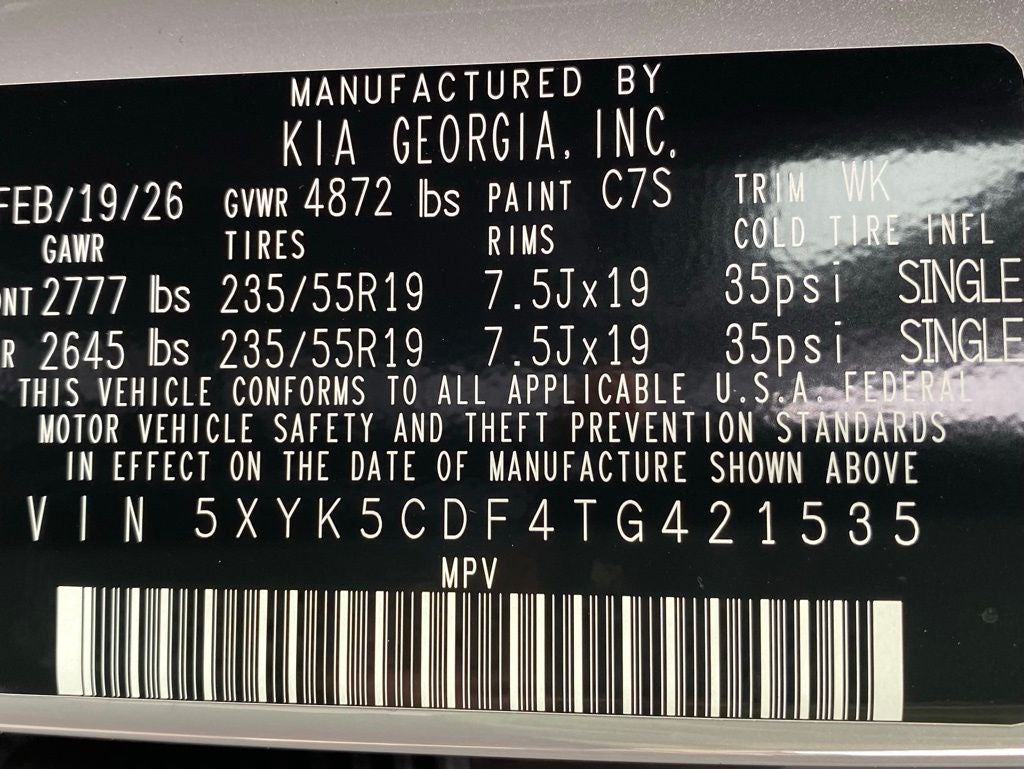 MANUFACTURED BY
KIA GEORGIA, INC.
FEB/19/26 GVWR 4872 lbs PAINT C7S TRIM WK
GAWR TIRES RIMS COLD TIRE INFL
NT 2777 lbs 235/55R19 7.5Jx19 35psi SINGLE
R 2645 lbs 235/55R19 7.5Jx19 35psi SINGLE
THIS VEHICLE CONFORMS TO ALL APPLICABLE U.S.A. FEDERAL
MOTOR VEHICLE SAFETY AND THEFT PREVENTION STANDARDS
IN EFFECT ON THE DATE OF MANUFACTURE SHOWN ABOVE
VIN 5XYK5CDF4TG421535
MPV